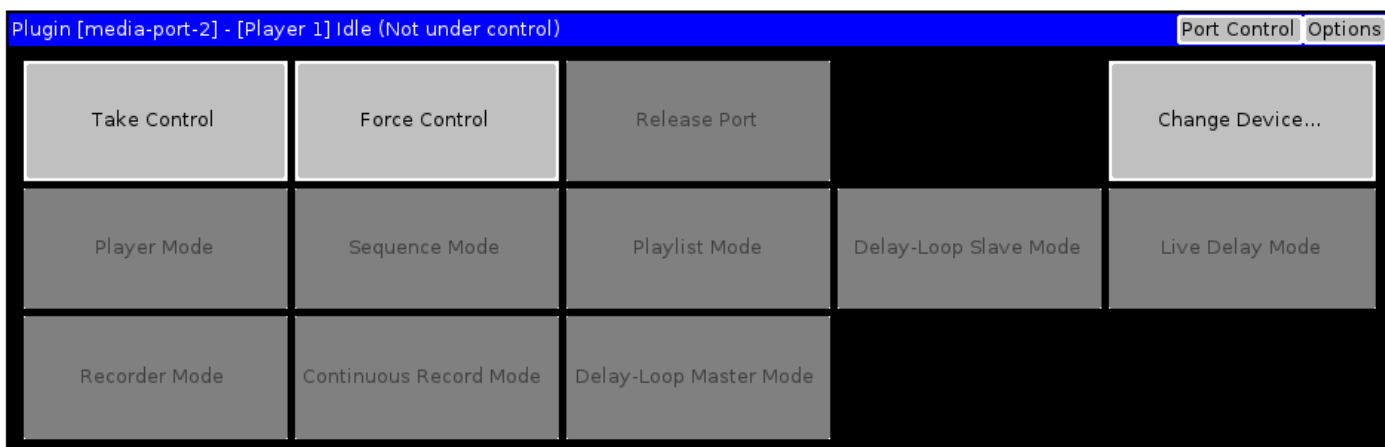 Plugin [media-port-2] - [Player 1] Idle (Not under control) Port Control Options
Take Control Force Control Release Port Change Device...
Player Mode Sequence Mode Playlist Mode Delay-Loop Slave Mode Live Delay Mode
Recorder Mode Continuous Record Mode Delay-Loop Master Mode